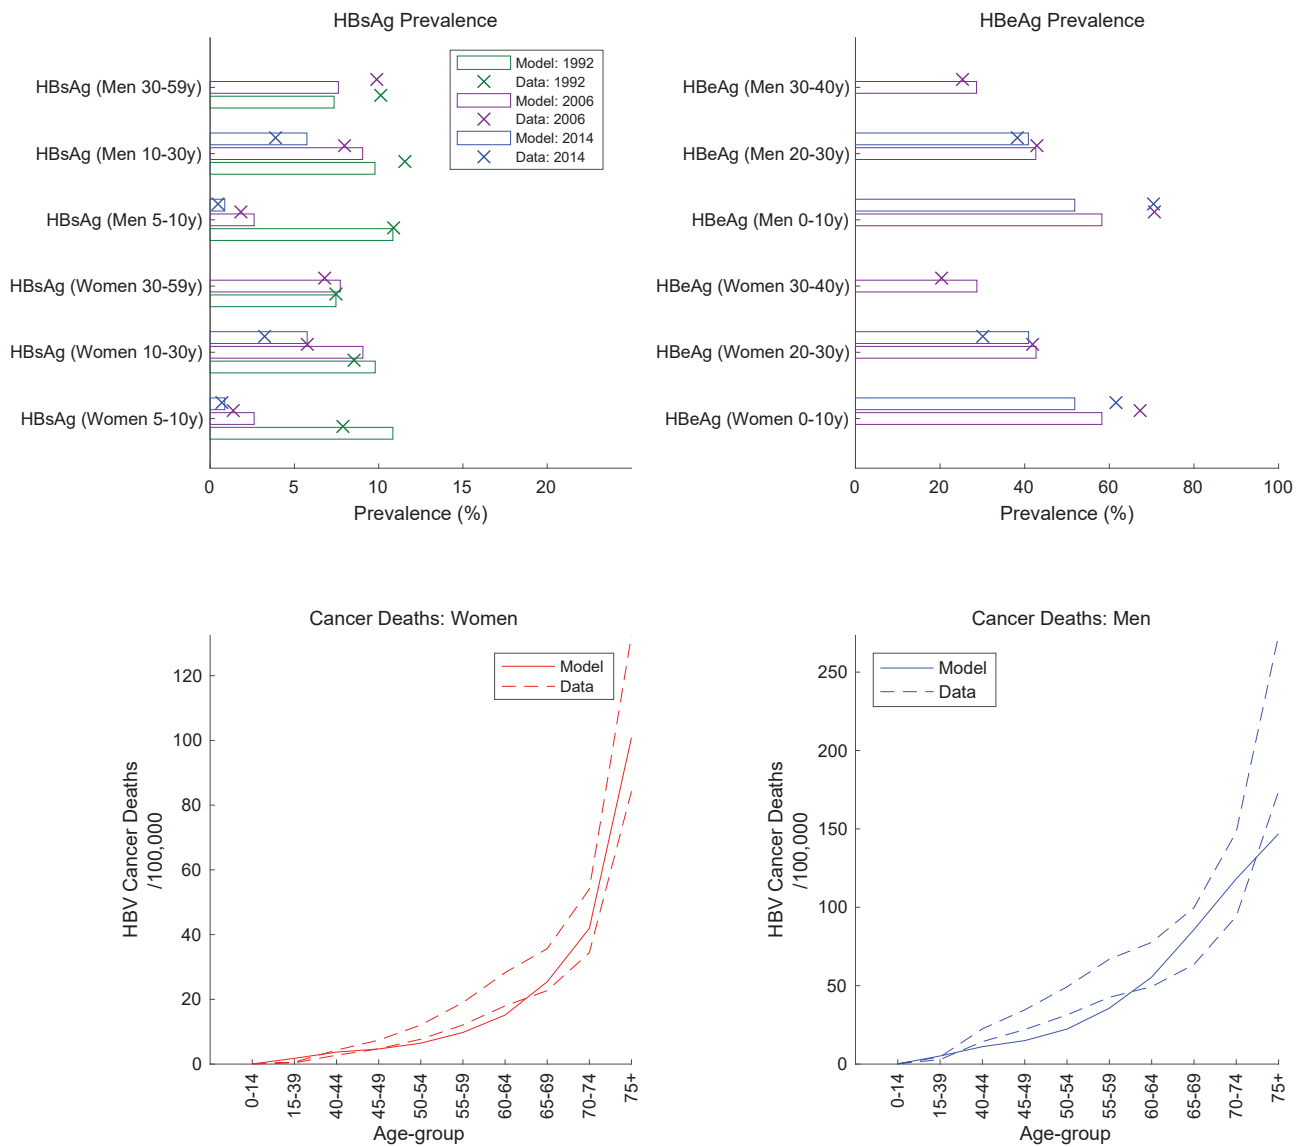 HBsAg Prevalence
HBsAg (Men 30-59y)
HBsAg (Men 10-30y)
HBsAg (Men 5-10y)
HBsAg (Women 30-59y)
HBsAg (Women 10-30y)
HBsAg (Women 5-10y)
Model: 1992
Data: 1992
Model: 2006
Data: 2006
Model: 2014
Data: 2014
0 5 10 15 20
Prevalence (%)
HBeAg Prevalence
HBeAg (Men 30-40y)
HBeAg (Men 20-30y)
HBeAg (Men 0-10y)
HBeAg (Women 30-40y)
HBeAg (Women 20-30y)
HBeAg (Women 0-10y)
0 20 40 60 80 100
Prevalence (%)
Cancer Deaths: Women
Model
Data
HBV Cancer Deaths
/100,000
120
100
80
60
40
20
0
0-14 15-39 40-44 45-49 50-54 55-59 60-64 65-69 70-74 75+
Age-group
Cancer Deaths: Men
Model
Data
HBV Cancer Deaths
/100,000
250
200
150
100
50
0
0-14 15-39 40-44 45-49 50-54 55-59 60-64 65-69 70-74 75+
Age-group